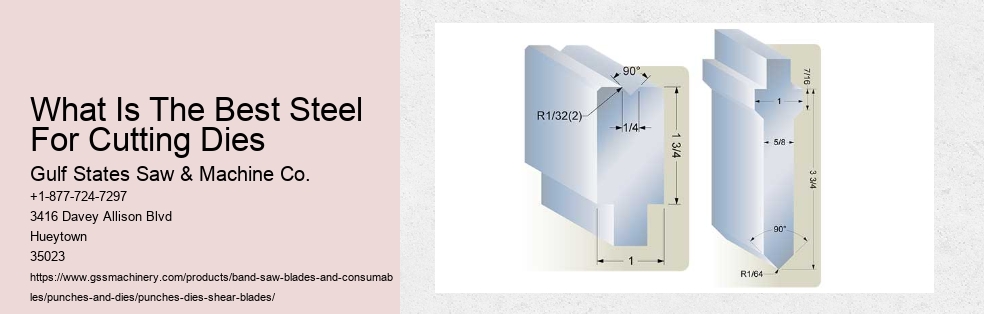 What Is The Best Steel
For Cutting Dies
Gulf States Saw & Machine Co.
+1-877-724-7297
3416 Davey Allison Blvd
Hueytown
35023
https://www.gssmachinery.com/products/band-saw-blades-and-consumab
les/punches-and-dies/punches-dies-shear-blades/
90°
R1/32(2)
1/4
1 3/4
1
7/16
1
5/8
3 3/4
90°
R1/64